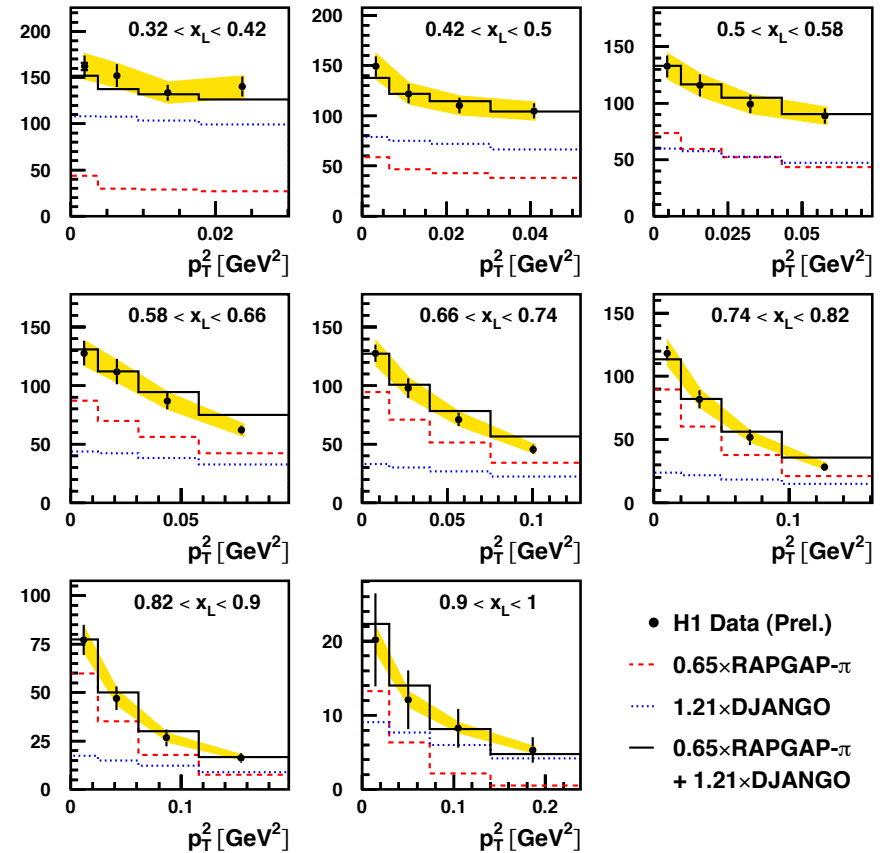 0.32 < x_L < 0.42
200
150
100
50
0
0 0.02
p_T^2 [GeV^2]
0.42 < x_L < 0.5
200
150
100
50
0
0 0.02 0.04
p_T^2 [GeV^2]
0.5 < x_L < 0.58
150
100
50
0
0 0.025 0.05
p_T^2 [GeV^2]
0.58 < x_L < 0.66
150
100
50
0
0 0.05
p_T^2 [GeV^2]
0.66 < x_L < 0.74
150
100
50
0
0 0.05 0.1
p_T^2 [GeV^2]
0.74 < x_L < 0.82
150
100
50
0
0 0.1
p_T^2 [GeV^2]
0.82 < x_L < 0.9
100
75
50
25
0
0.1
p_T^2 [GeV^2]
0.9 < x_L < 1
20
10
0
0 0.1 0.2
p_T^2 [GeV^2]
H1 Data (Prel.)
0.65×RAPGAP-π
1.21×DJANGO
0.65×RAPGAP-π
+ 1.21×DJANGO